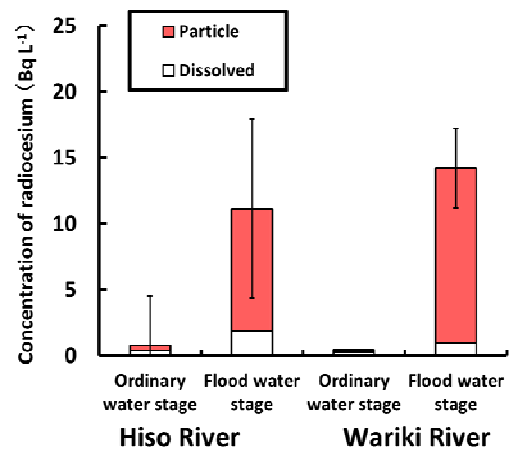 Concentration of radiocesium (Bq L⁻¹)
25
20
15
10
5
0
Particle
Dissolved
Ordinary water stage
Flood water stage
Ordinary water stage
Flood water stage
Hiso River
Wariki River